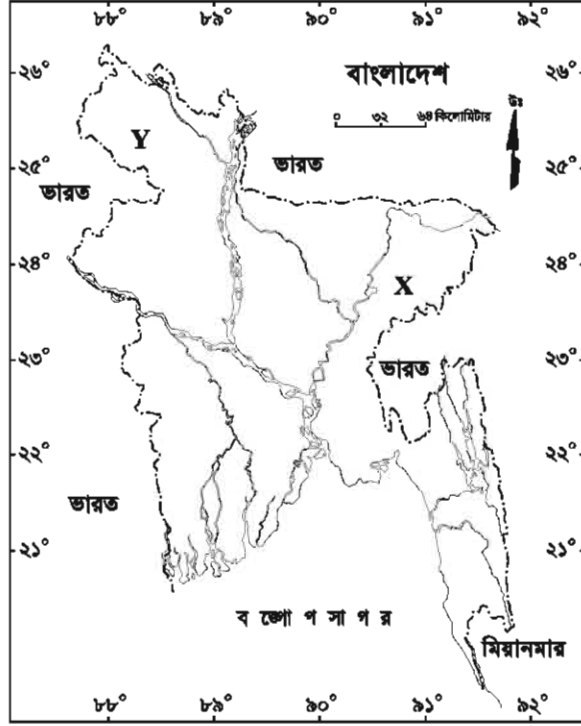 ৮৮° ৮৯° ৯০° ৯১° ৯২°
২৬° বাংলাদেশ ২৬°
উঃ
০ ৩২ ৬৪ কিলোমিটার
Y
২৫° ভারত ২৫°
ভারত
২৪° ২৪°
X
২৩° ভারত ২৩°
২২° ২২°
ভারত
২১° ২১°
ব ঙ্গো প সা গ র
মিয়ানমার
৮৮° ৮৯° ৯০° ৯১° ৯২°